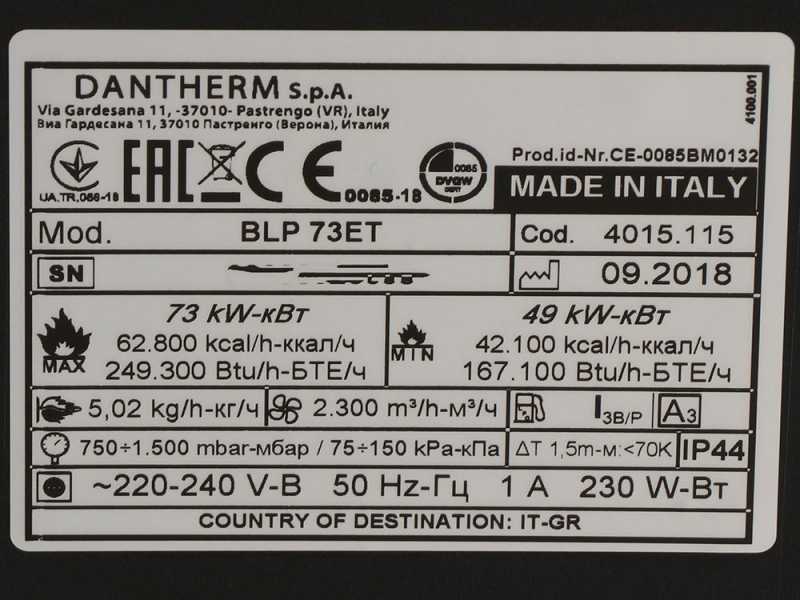 DANTHERM S.p.A.
Via Gardesana 11, -37010- Pastrengo (VR), Italy
Виа Гардесана 11, 37010 Пастренго (Верона), Италия
4100.001
UA.TR.066-18
EAC
CE
0085-18
0085
DVGW
CERT
Prod.id-Nr.CE-0085BM0132
MADE IN ITALY
Mod. BLP 73ET
Cod. 4015.115
SN
09.2018
MAX
73 kW-кВт
62.800 kcal/h-ккал/ч
249.300 Btu/h-БТЕ/ч
MIN
49 kW-кВт
42.100 kcal/h-ккал/ч
167.100 Btu/h-БТЕ/ч
5,02 kg/h-кг/ч
2.300 m³/h-м³/ч
I3B/P
A3
750÷1.500 mbar-мбар / 75÷150 kPa-кПа
ΔT 1,5m-м:<70K
IP44
~220-240 V-В 50 Hz-Гц 1 A 230 W-Вт
COUNTRY OF DESTINATION: IT-GR